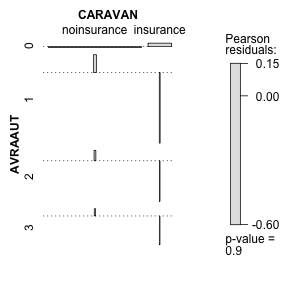 CARAVAN
noinsurance insurance
AVRAAUT
0
1
2
3
Pearson
residuals:
0.15
0.00
-0.60
p-value =
0.9